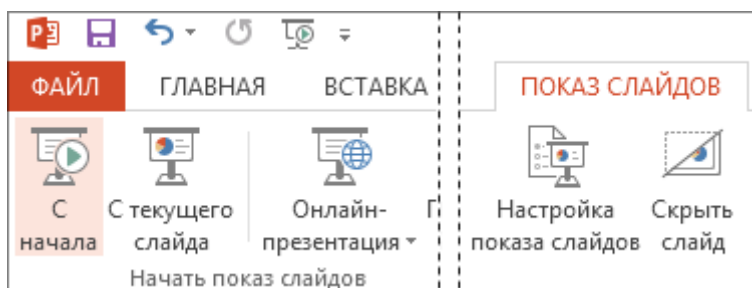 ФАЙЛ ГЛАВНАЯ ВСТАВКА ПОКАЗ СЛАЙДОВ
С С текущего Онлайн- Настройка Скрыть
начала слайда презентация показа слайдов слайд
Начать показ слайдов